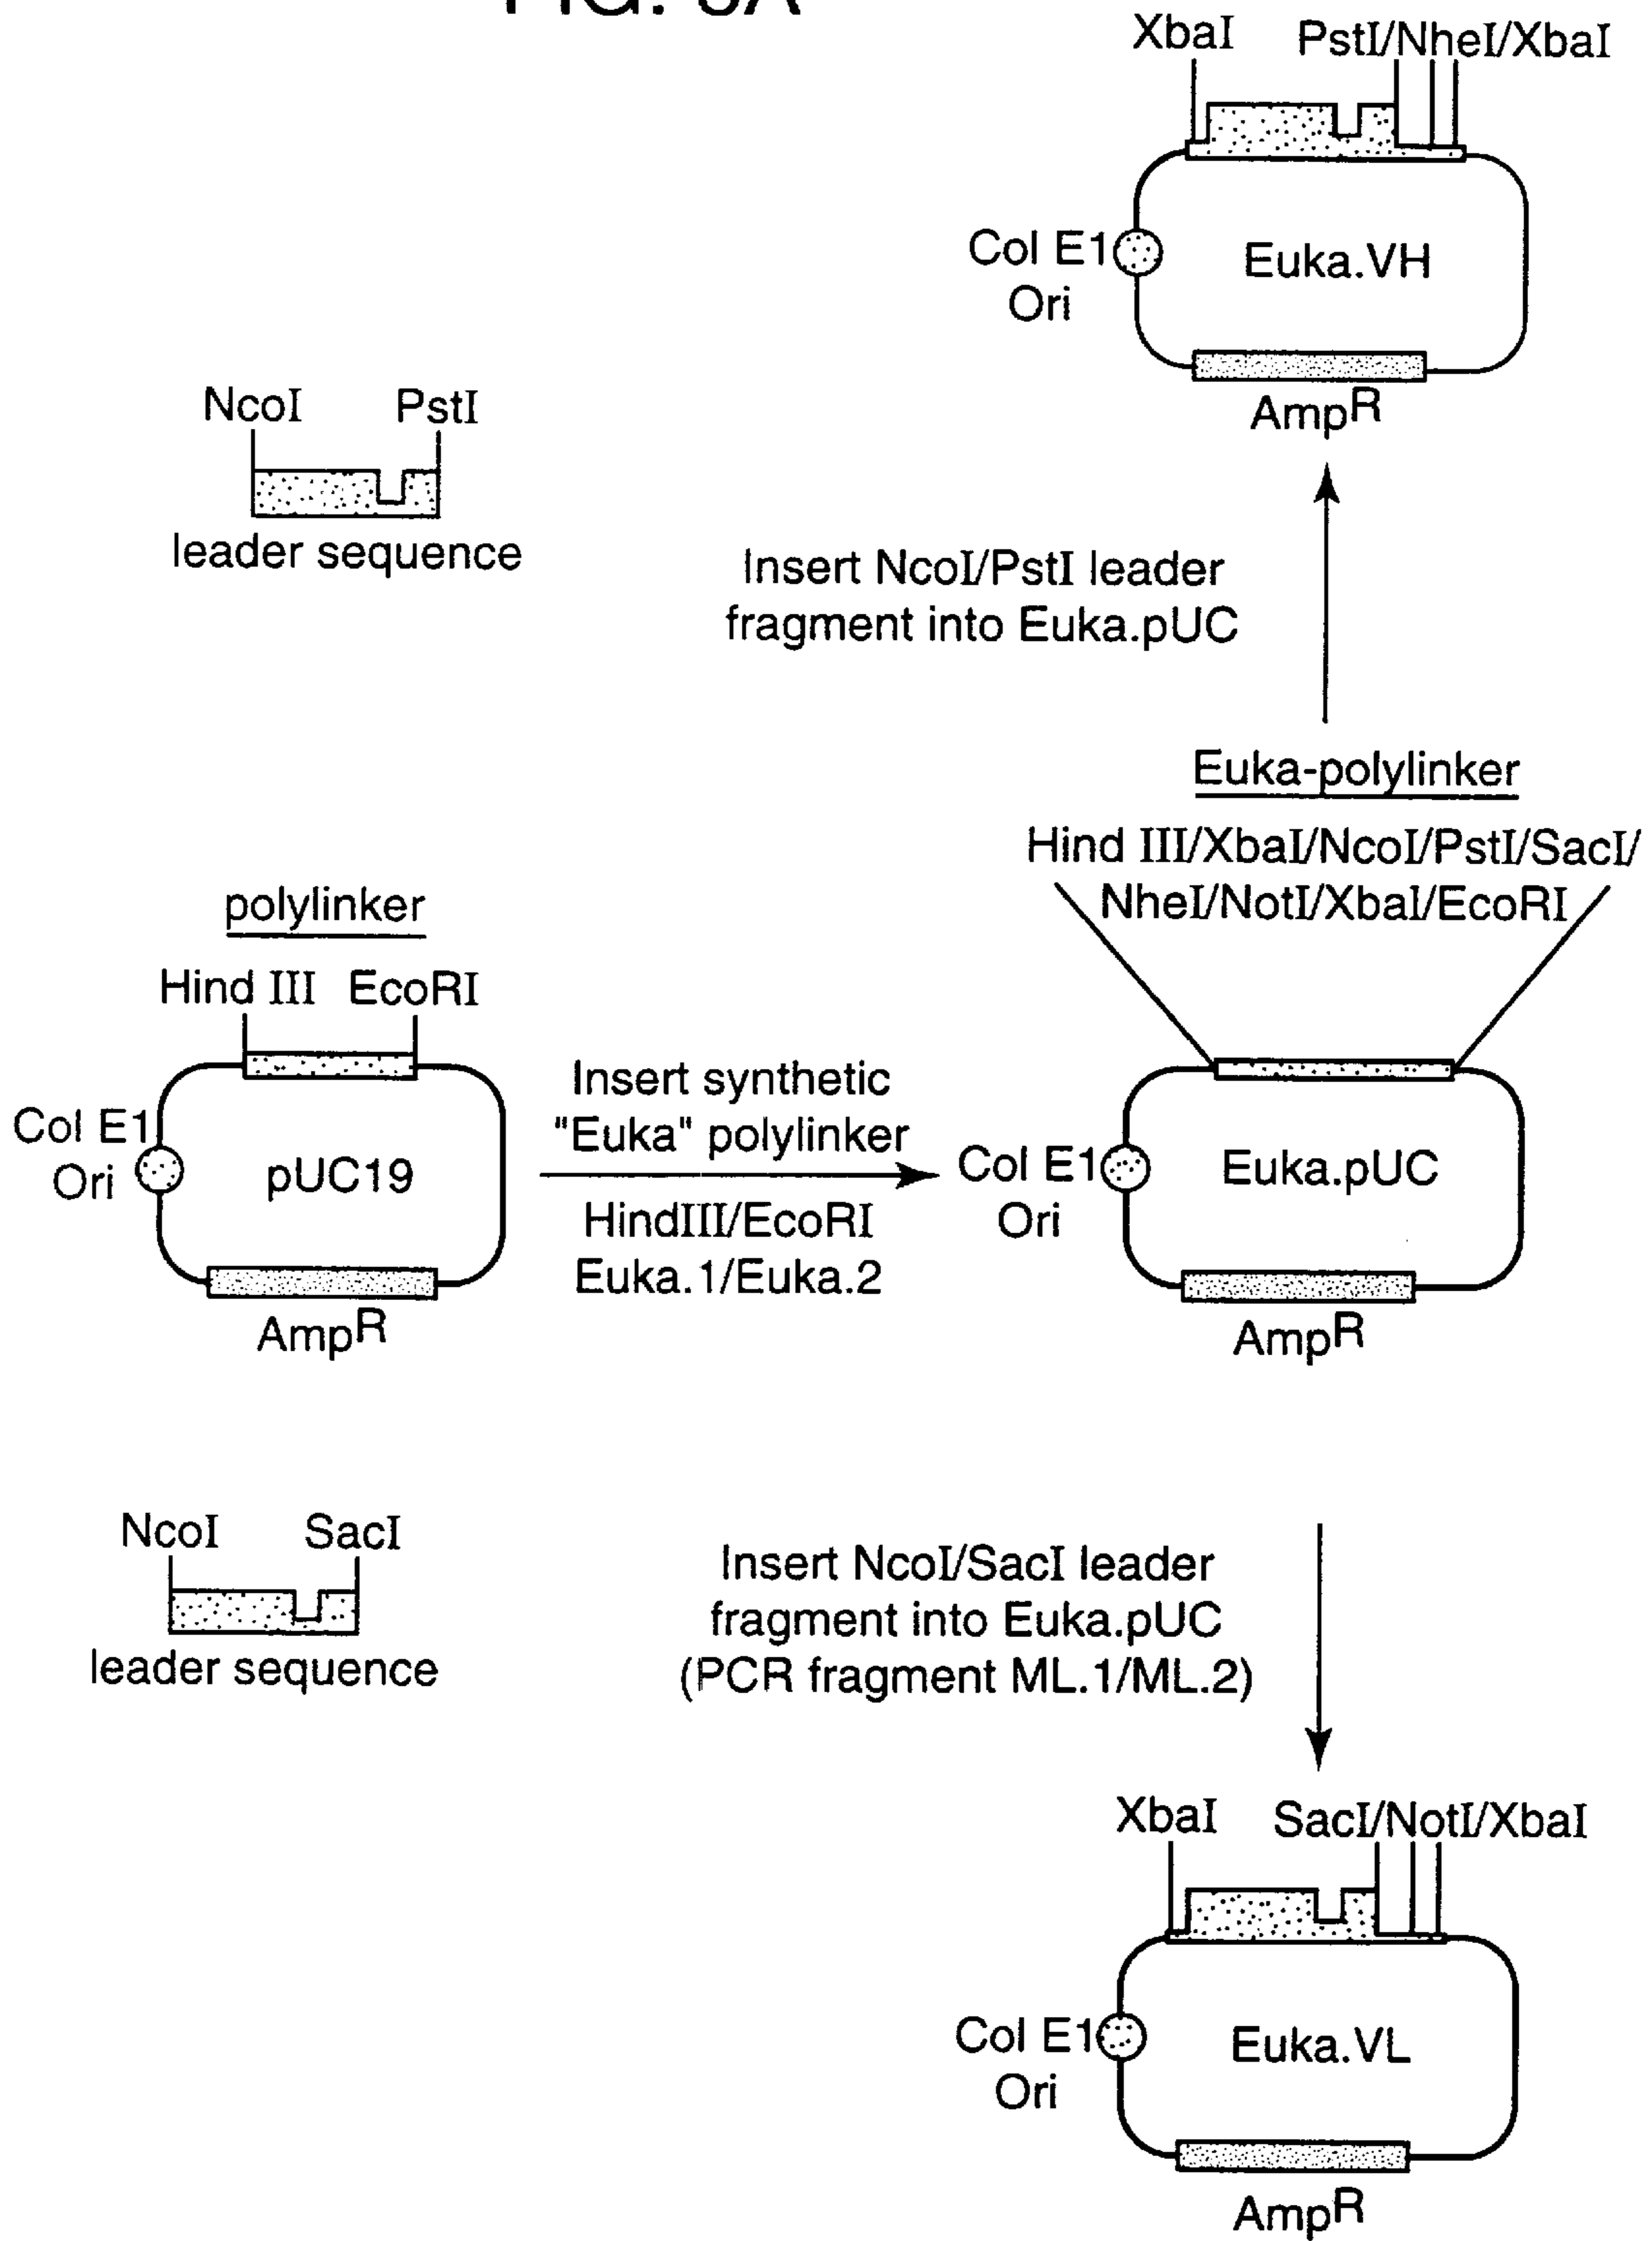 FIG. 3A
XbaI PstI/NheI/XbaI
Col E1
Ori
Euka.VH
AmpR
NcoI PstI
leader sequence
Insert NcoI/PstI leader
fragment into Euka.pUC
Euka-polylinker
Hind III/XbaI/NcoI/PstI/SacI/
NheI/NotI/XbaI/EcoRI
polylinker
Hind III EcoRI
Col E1
Ori
pUC19
AmpR
Insert synthetic
"Euka" polylinker
HindIII/EcoRI
Euka.1/Euka.2
Col E1
Ori
Euka.pUC
AmpR
NcoI SacI
leader sequence
Insert NcoI/SacI leader
fragment into Euka.pUC
(PCR fragment ML.1/ML.2)
XbaI SacI/NotI/XbaI
Col E1
Ori
Euka.VL
AmpR